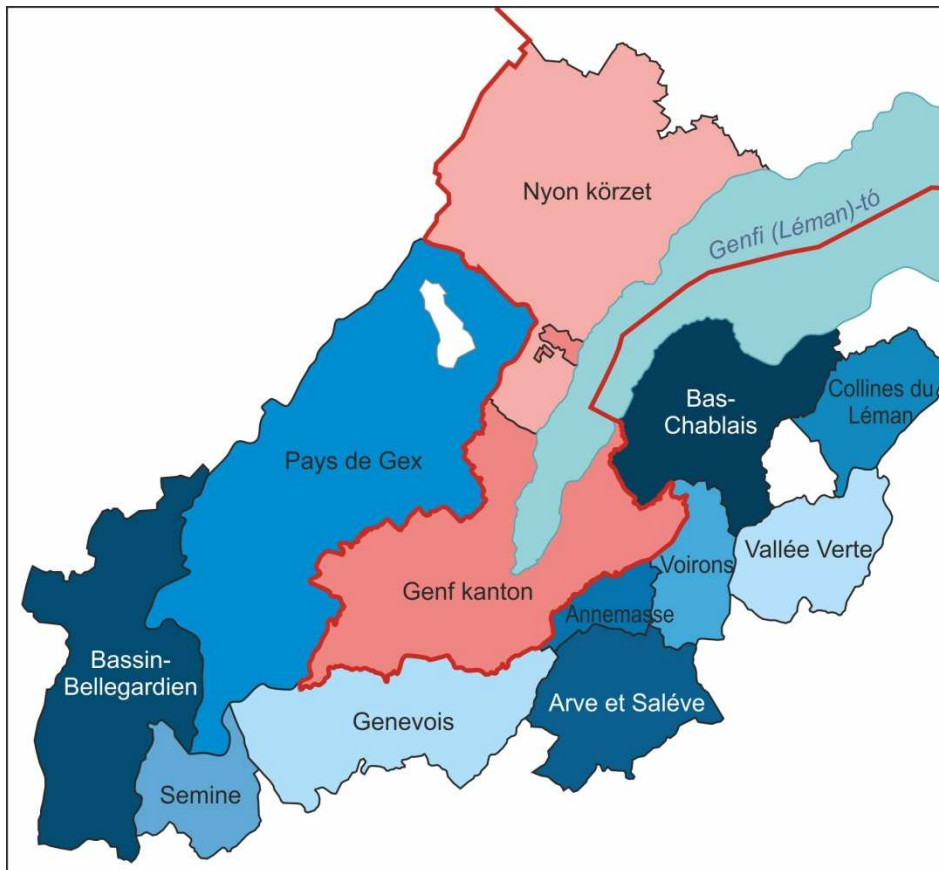 Nyon körzet
Genfi (Léman)-tó
Collines du
Léman
Bas-
Chablais
Pays de Gex
Vallée Verte
Voirons
Genf kanton
Annemasse
Bassin-
Bellegardien
Arve et Saléve
Genevois
Semine